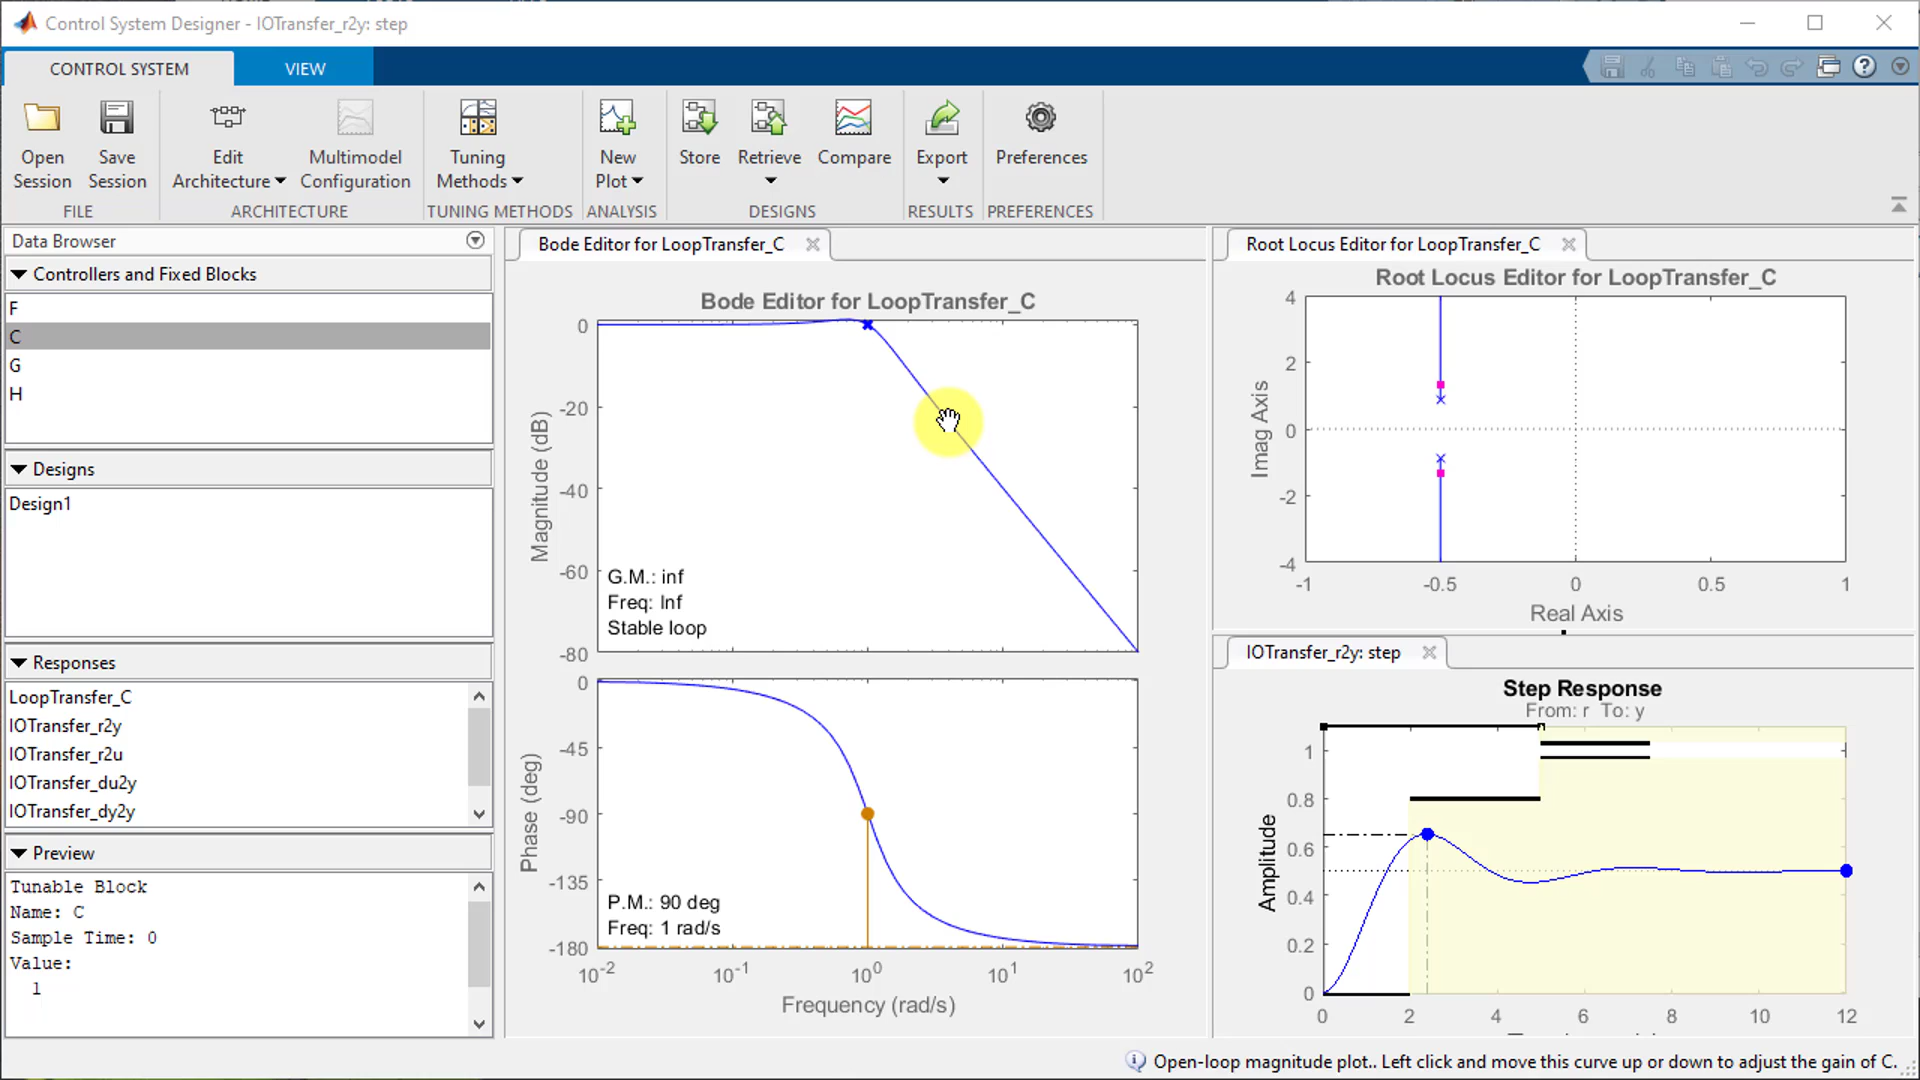 Control System Designer - IOTransfer_r2y: step
CONTROL SYSTEM
VIEW
Open Session
Save Session
Edit Architecture
Multimodel Configuration
Tuning Methods
New Plot
Store
Retrieve
Compare
Export
Preferences
FILE
ARCHITECTURE
TUNING METHODS
ANALYSIS
DESIGNS
RESULTS
PREFERENCES
Data Browser
Controllers and Fixed Blocks
F
C
G
H
Designs
Design1
Responses
LoopTransfer_C
IOTransfer_r2y
IOTransfer_r2u
IOTransfer_du2y
IOTransfer_dy2y
Preview
Tunable Block
Name: C
Sample Time: 0
Value:
1
Bode Editor for LoopTransfer_C
Bode Editor for LoopTransfer_C
Magnitude (dB)
0
-20
-40
-60
-80
G.M.: inf
Freq: Inf
Stable loop
Phase (deg)
0
-45
-90
-135
-180
P.M.: 90 deg
Freq: 1 rad/s
10^-2
10^-1
10^0
10^1
10^2
Frequency (rad/s)
Root Locus Editor for LoopTransfer_C
Root Locus Editor for LoopTransfer_C
Imag Axis
4
2
0
-2
-4
-1
-0.5
0
0.5
1
Real Axis
IOTransfer_r2y: step
Step Response
From: r To: y
Amplitude
1
0.8
0.6
0.4
0.2
0
0
2
4
6
8
10
12
Open-loop magnitude plot.. Left click and move this curve up or down to adjust the gain of C.